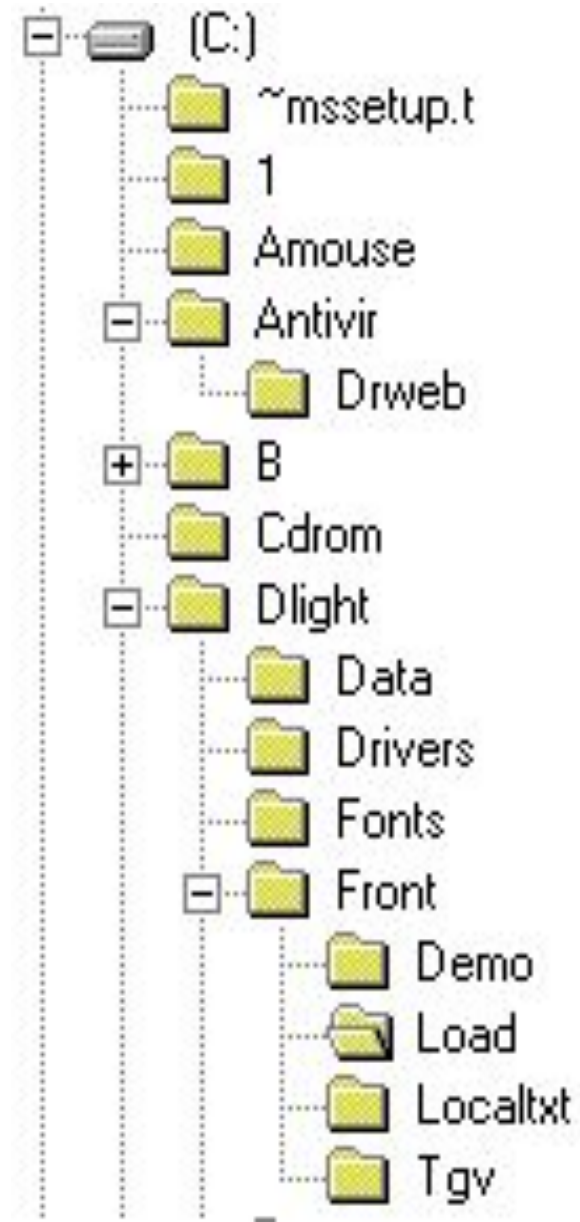 (C:)
~mssetup.t
1
Amouse
Antivir
Drweb
B
Cdrom
Dlight
Data
Drivers
Fonts
Front
Demo
Load
Localtxt
Tgv